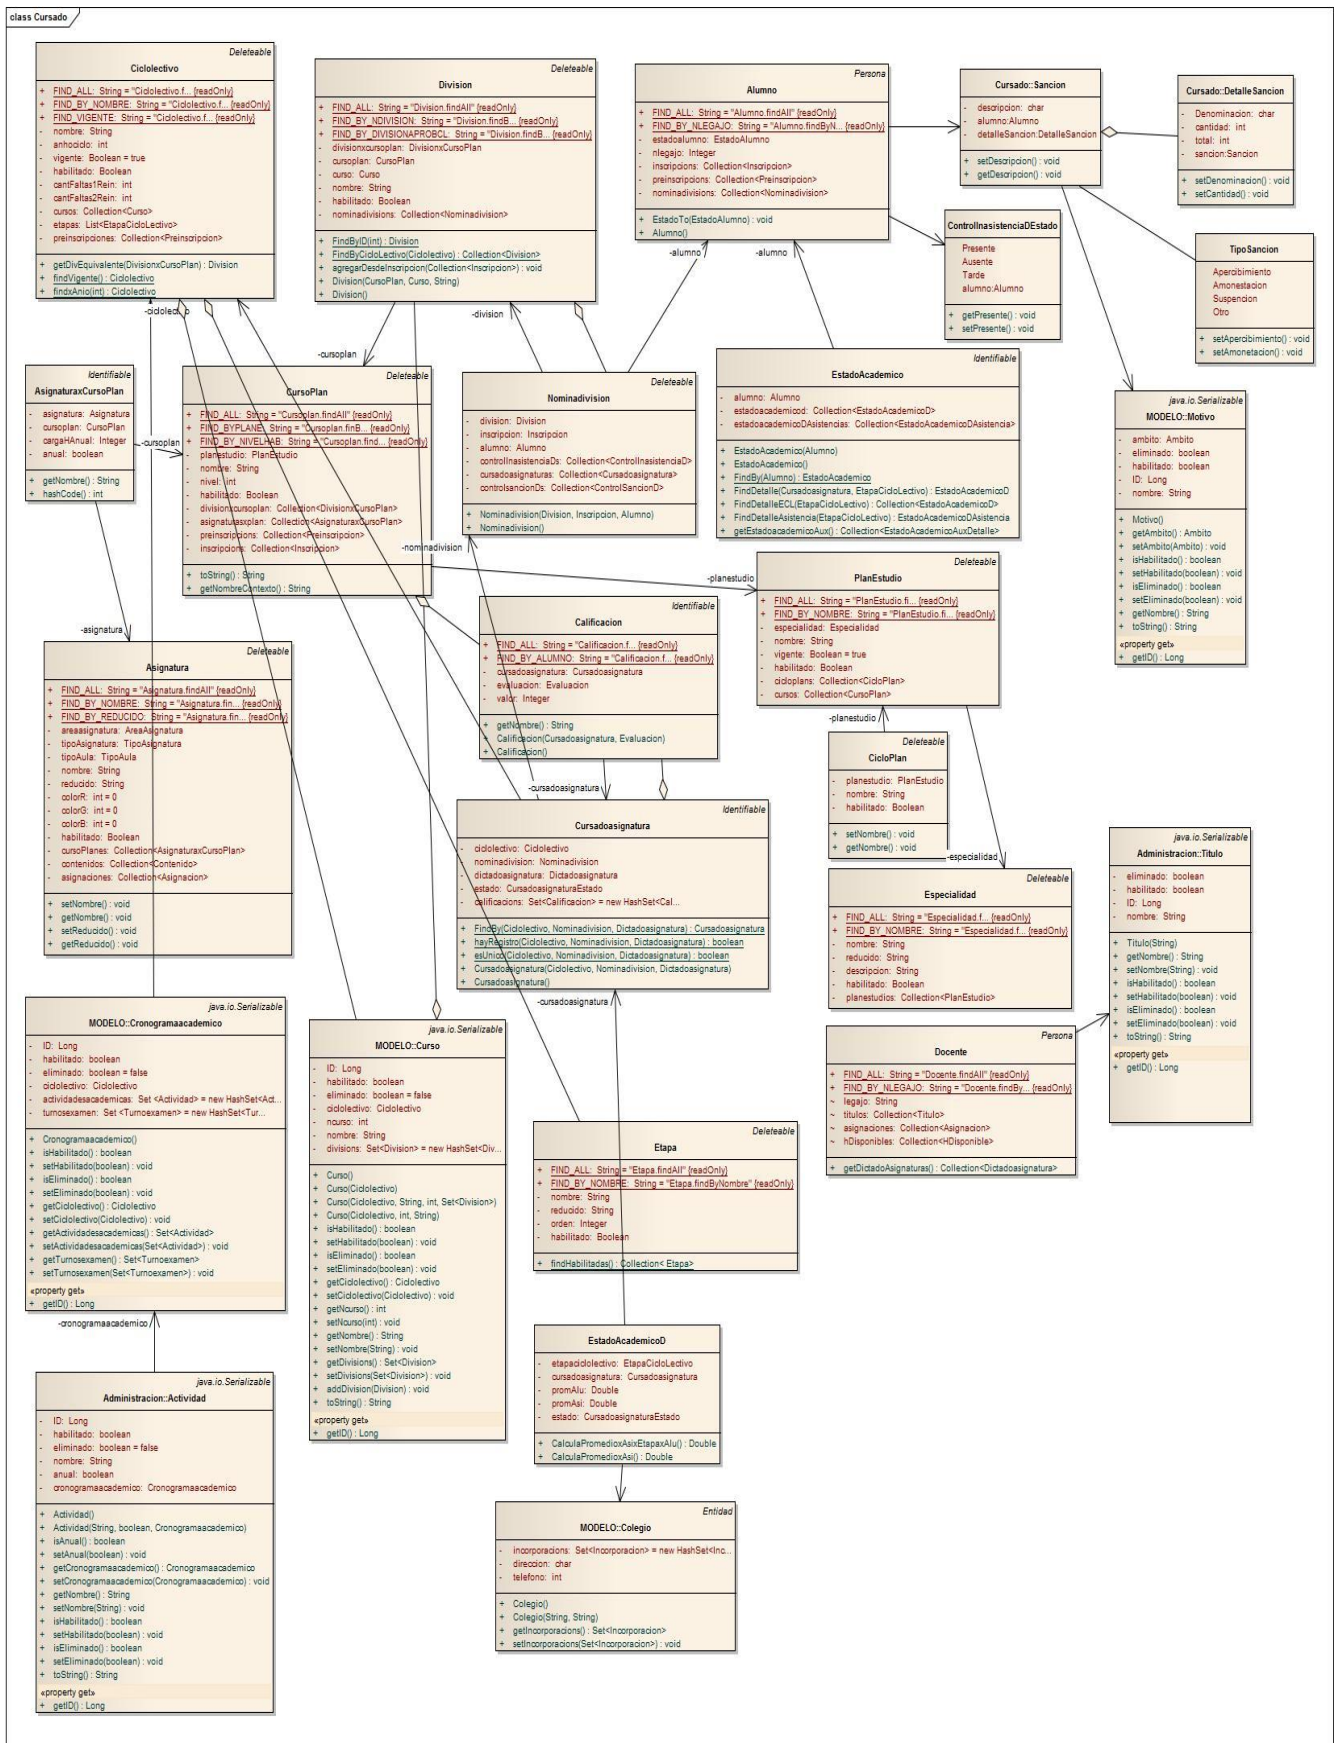 class Cursado
Deleteable
Ciclolectivo
+ FIND_ALL: String = "Ciclolectivo.f... {readOnly}
+ FIND_BY_NOMBRE: String = "Ciclolectivo.f... {readOnly}
+ FIND_VIGENTE: String = "Ciclolectivo.f... {readOnly}
- nombre: String
- anhociclo: int
- vigente: Boolean = true
- habilitado: Boolean
- cantFaltas1Rein: int
- cantFaltas2Rein: int
- cursos: Collection<Curso>
- etapas: List<EtapaCicloLectivo>
- preinscripciones: Collection<Preinscripcion>
+ getDivEquivalente(DivisionxCursoPlan) : Division
+ findVigente() : Ciclolectivo
+ findxAnio(int) : Ciclolectivo
Deleteable
Division
+ FIND_ALL: String = "Division.findAll" {readOnly}
+ FIND_BY_NDIVISION: String = "Division.findB... {readOnly}
+ FIND_BY_DIVISIONAPROBCL: String = "Division.findB... {readOnly}
- divisionxcursoplan: DivisionxCursoPlan
- cursoplan: CursoPlan
- curso: Curso
- nombre: String
- habilitado: Boolean
- nominadivisions: Collection<Nominadivision>
+ FindByID(int) : Division
+ FindByCicloLectivo(Ciclolectivo) : Collection<Division>
+ agregarDesdeInscripcion(Collection<Inscripcion>) : void
+ Division(CursoPlan, Curso, String)
+ Division()
Persona
Alumno
+ FIND_ALL: String = "Alumno.findAll" {readOnly}
+ FIND_BY_NLEGAJO: String = "Alumno.findByN... {readOnly}
- estadoalumno: EstadoAlumno
- nlegajo: Integer
- inscripcions: Collection<Inscripcion>
- preinscripcions: Collection<Preinscripcion>
- nominadivisions: Collection<Nominadivision>
+ EstadoTo(EstadoAlumno) : void
+ Alumno()
Cursado::Sancion
- descripcion: char
- alumno:Alumno
- detalleSancion:DetalleSancion
+ setDescripcion() : void
+ getDescripcion() : void
Cursado::DetalleSancion
- Denominacion: char
- cantidad: int
- total: int
- sancion:Sancion
+ setDenominacion() : void
+ setCantidad() : void
ControlInasistenciaDEstado
Presente
Ausente
Tarde
alumno:Alumno
+ getPresente() : void
+ setPresente() : void
TipoSancion
Apercibimiento
Amonestacion
Suspencion
Otro
+ setApercibimiento() : void
+ setAmonetacion() : void
-ciclolectivo
-division
-alumno
-alumno
-cursoplan
Identifiable
AsignaturaxCursoPlan
- asignatura: Asignatura
- cursoplan: CursoPlan
- cargaHAnual: Integer
- anual: boolean
+ getNombre() : String
+ hashCode() : int
-cursoplan
Deleteable
CursoPlan
+ FIND_ALL: String = "Cursoplan.findAll" {readOnly}
+ FIND_BYPLANE: String = "Cursoplan.finB... {readOnly}
+ FIND_BY_NIVELHAB: String = "Cursoplan.find... {readOnly}
- planestudio: PlanEstudio
- nombre: String
- nivel: int
- habilitado: Boolean
- divisionxcursoplan: Collection<DivisionxCursoPlan>
- asignaturasxplan: Collection<AsignaturaxCursoPlan>
- preinscripcions: Collection<Preinscripcion>
- inscripcions: Collection<Inscripcion>
+ toString() : String
+ getNombreContexto() : String
Deleteable
Nominadivision
- division: Division
- inscripcion: Inscripcion
- alumno: Alumno
- controlInasistenciaDs: Collection<ControlInasistenciaD>
- cursadoasignaturas: Collection<Cursadoasignatura>
- controlsancionDs: Collection<ControlSancionD>
+ Nominadivision(Division, Inscripcion, Alumno)
+ Nominadivision()
Identifiable
EstadoAcademico
- alumno: Alumno
- estadoacademicod: Collection<EstadoAcademicoD>
- estadoacademicoDAsistencias: Collection<EstadoAcademicoDAsistencia>
+ EstadoAcademico(Alumno)
+ EstadoAcademico()
+ FindBy(Alumno) : EstadoAcademico
+ FindDetalle(Cursadoasignatura, EtapaCicloLectivo) : EstadoAcademicoD
+ FindDetalleECL(EtapaCicloLectivo) : Collection<EstadoAcademicoD>
+ FindDetalleAsistencia(EtapaCicloLectivo) : EstadoAcademicoDAsistencia
+ getEstadoacademicoAux() : Collection<EstadoAcademicoAuxDetalle>
java.io.Serializable
MODELO::Motivo
- ambito: Ambito
- eliminado: boolean
- habilitado: boolean
- ID: Long
- nombre: String
+ Motivo()
+ getAmbito() : Ambito
+ setAmbito(Ambito) : void
+ isHabilitado() : boolean
+ setHabilitado(boolean) : void
+ isEliminado() : boolean
+ setEliminado(boolean) : void
+ getNombre() : String
+ toString() : String
«property get»
+ getID() : Long
-nominadivision
-planestudio
-asignatura
Deleteable
Asignatura
+ FIND_ALL: String = "Asignatura.findAll" {readOnly}
+ FIND_BY_NOMBRE: String = "Asignatura.fin... {readOnly}
+ FIND_BY_REDUCIDO: String = "Asignatura.fin... {readOnly}
- areaasignatura: AreaAsignatura
- tipoAsignatura: TipoAsignatura
- tipoAula: TipoAula
- nombre: String
- reducido: String
- colorR: int = 0
- colorG: int = 0
- colorB: int = 0
- habilitado: Boolean
- cursoPlanes: Collection<AsignaturaxCursoPlan>
- contenidos: Collection<Contenido>
- asignaciones: Collection<Asignacion>
+ setNombre() : void
+ getNombre() : void
+ setReducido() : void
+ getReducido() : void
Identifiable
Calificacion
+ FIND_ALL: String = "Calificacion.f... {readOnly}
+ FIND_BY_ALUMNO: String = "Calificacion.f... {readOnly}
- cursadoasignatura: Cursadoasignatura
- evaluacion: Evaluacion
- valor: Integer
+ getNombre() : String
+ Calificacion(Cursadoasignatura, Evaluacion)
+ Calificacion()
Deleteable
PlanEstudio
+ FIND_ALL: String = "PlanEstudio.fi... {readOnly}
+ FIND_BY_NOMBRE: String = "PlanEstudio.fi... {readOnly}
- especialidad: Especialidad
- nombre: String
- vigente: Boolean = true
- habilitado: Boolean
- cicloplans: Collection<CicloPlan>
- cursos: Collection<CursoPlan>
-planestudio
Deleteable
CicloPlan
- planestudio: PlanEstudio
- nombre: String
- habilitado: Boolean
+ setNombre() : void
+ getNombre() : void
-especialidad
-cursadoasignatura
Identifiable
Cursadoasignatura
- ciclolectivo: Ciclolectivo
- nominadivision: Nominadivision
- dictadoasignatura: Dictadoasignatura
- estado: CursadoasignaturaEstado
- calificacions: Set<Calificacion> = new HashSet<Cal...
+ FindBy(Ciclolectivo, Nominadivision, Dictadoasignatura) : Cursadoasignatura
+ hayRegistro(Ciclolectivo, Nominadivision, Dictadoasignatura) : boolean
+ esUnico(Ciclolectivo, Nominadivision, Dictadoasignatura) : boolean
+ Cursadoasignatura(Ciclolectivo, Nominadivision, Dictadoasignatura)
+ Cursadoasignatura()
-cursadoasignatura
Deleteable
Especialidad
+ FIND_ALL: String = "Especialidad.f... {readOnly}
+ FIND_BY_NOMBRE: String = "Especialidad.f... {readOnly}
- nombre: String
- reducido: String
- descripcion: String
- habilitado: Boolean
- planestudios: Collection<PlanEstudio>
java.io.Serializable
Administracion::Titulo
- eliminado: boolean
- habilitado: boolean
- ID: Long
- nombre: String
+ Titulo(String)
+ getNombre() : String
+ setNombre(String) : void
+ isHabilitado() : boolean
+ setHabilitado(boolean) : void
+ isEliminado() : boolean
+ setEliminado(boolean) : void
+ toString() : String
«property get»
+ getID() : Long
java.io.Serializable
MODELO::Cronogramaacademico
- ID: Long
- habilitado: boolean
- eliminado: boolean = false
- ciclolectivo: Ciclolectivo
- actividadesacademicas: Set <Actividad> = new HashSet<Act...
- turnosexamen: Set <Turnoexamen> = new HashSet<Tur...
+ Cronogramaacademico()
+ isHabilitado() : boolean
+ setHabilitado(boolean) : void
+ isEliminado() : boolean
+ setEliminado(boolean) : void
+ getCiclolectivo() : Ciclolectivo
+ setCiclolectivo(Ciclolectivo) : void
+ getActividadesacademicas() : Set<Actividad>
+ setActividadesacademicas(Set<Actividad>) : void
+ getTurnosexamen() : Set<Turnoexamen>
+ setTurnosexamen(Set<Turnoexamen>) : void
«property get»
+ getID() : Long
java.io.Serializable
MODELO::Curso
- ID: Long
- habilitado: boolean
- eliminado: boolean = false
- ciclolectivo: Ciclolectivo
- ncurso: int
- nombre: String
- divisions: Set<Division> = new HashSet<Div...
+ Curso()
+ Curso(Ciclolectivo)
+ Curso(Ciclolectivo, String, int, Set<Division>)
+ Curso(Ciclolectivo, int, String)
+ isHabilitado() : boolean
+ setHabilitado(boolean) : void
+ isEliminado() : boolean
+ setEliminado(boolean) : void
+ getCiclolectivo() : Ciclolectivo
+ setCiclolectivo(Ciclolectivo) : void
+ getNcurso() : int
+ setNcurso(int) : void
+ getNombre() : String
+ setNombre(String) : void
+ getDivisions() : Set<Division>
+ setDivisions(Set<Division>) : void
+ addDivision(Division) : void
+ toString() : String
«property get»
+ getID() : Long
Persona
Docente
+ FIND_ALL: String = "Docente.findAll" {readOnly}
+ FIND_BY_NLEGAJO: String = "Docente.findBy... {readOnly}
~ legajo: String
~ titulos: Collection<Titulo>
~ asignaciones: Collection<Asignacion>
~ hDisponibles: Collection<HDisponible>
+ getDictadoAsignaturas() : Collection<Dictadoasignatura>
Deleteable
Etapa
+ FIND_ALL: String = "Etapa.findAll" {readOnly}
+ FIND_BY_NOMBRE: String = "Etapa.findByNombre" {readOnly}
- nombre: String
- reducido: String
- orden: Integer
- habilitado: Boolean
+ findHabilitadas() : Collection< Etapa>
-cronogramaacademico
EstadoAcademicoD
- etapaciclolectivo: EtapaCicloLectivo
- cursadoasignatura: Cursadoasignatura
- promAlu: Double
- promAsi: Double
- estado: CursadoasignaturaEstado
+ CalculaPromedioxAsixEtapaxAlu() : Double
+ CalculaPromedioxAsi() : Double
java.io.Serializable
Administracion::Actividad
- ID: Long
- habilitado: boolean
- eliminado: boolean = false
- nombre: String
- anual: boolean
- cronogramaacademico: Cronogramaacademico
+ Actividad()
+ Actividad(String, boolean, Cronogramaacademico)
+ isAnual() : boolean
+ setAnual(boolean) : void
+ getCronogramaacademico() : Cronogramaacademico
+ setCronogramaacademico(Cronogramaacademico) : void
+ getNombre() : String
+ setNombre(String) : void
+ isHabilitado() : boolean
+ setHabilitado(boolean) : void
+ isEliminado() : boolean
+ setEliminado(boolean) : void
+ toString() : String
«property get»
+ getID() : Long
Entidad
MODELO::Colegio
- incorporacions: Set<Incorporacion> = new HashSet<Inc...
- direccion: char
- telefono: int
+ Colegio()
+ Colegio(String, String)
+ getIncorporacions() : Set<Incorporacion>
+ setIncorporacions(Set<Incorporacion>) : void